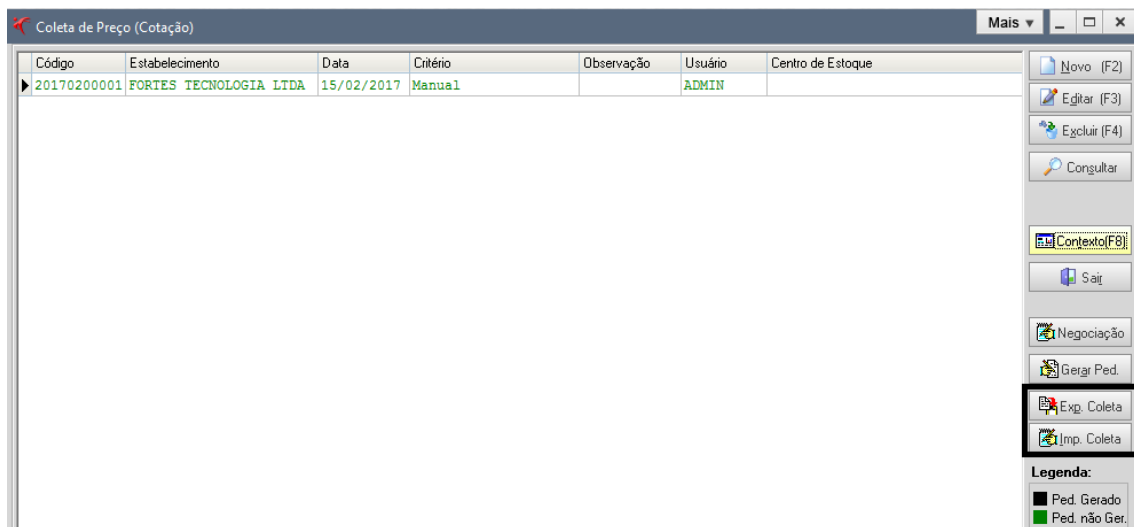 Coleta de Preço (Cotação) Mais
Código Estabelecimento Data Critério Observação Usuário Centro de Estoque
20170200001 FORTES TECNOLOGIA LTDA 15/02/2017 Manual ADMIN
Novo (F2)
Editar (F3)
Excluir (F4)
Consultar
Contexto(F8)
Sair
Negociação
Gerar Ped.
Exp. Coleta
Imp. Coleta
Legenda:
Ped. Gerado
Ped. não Ger.